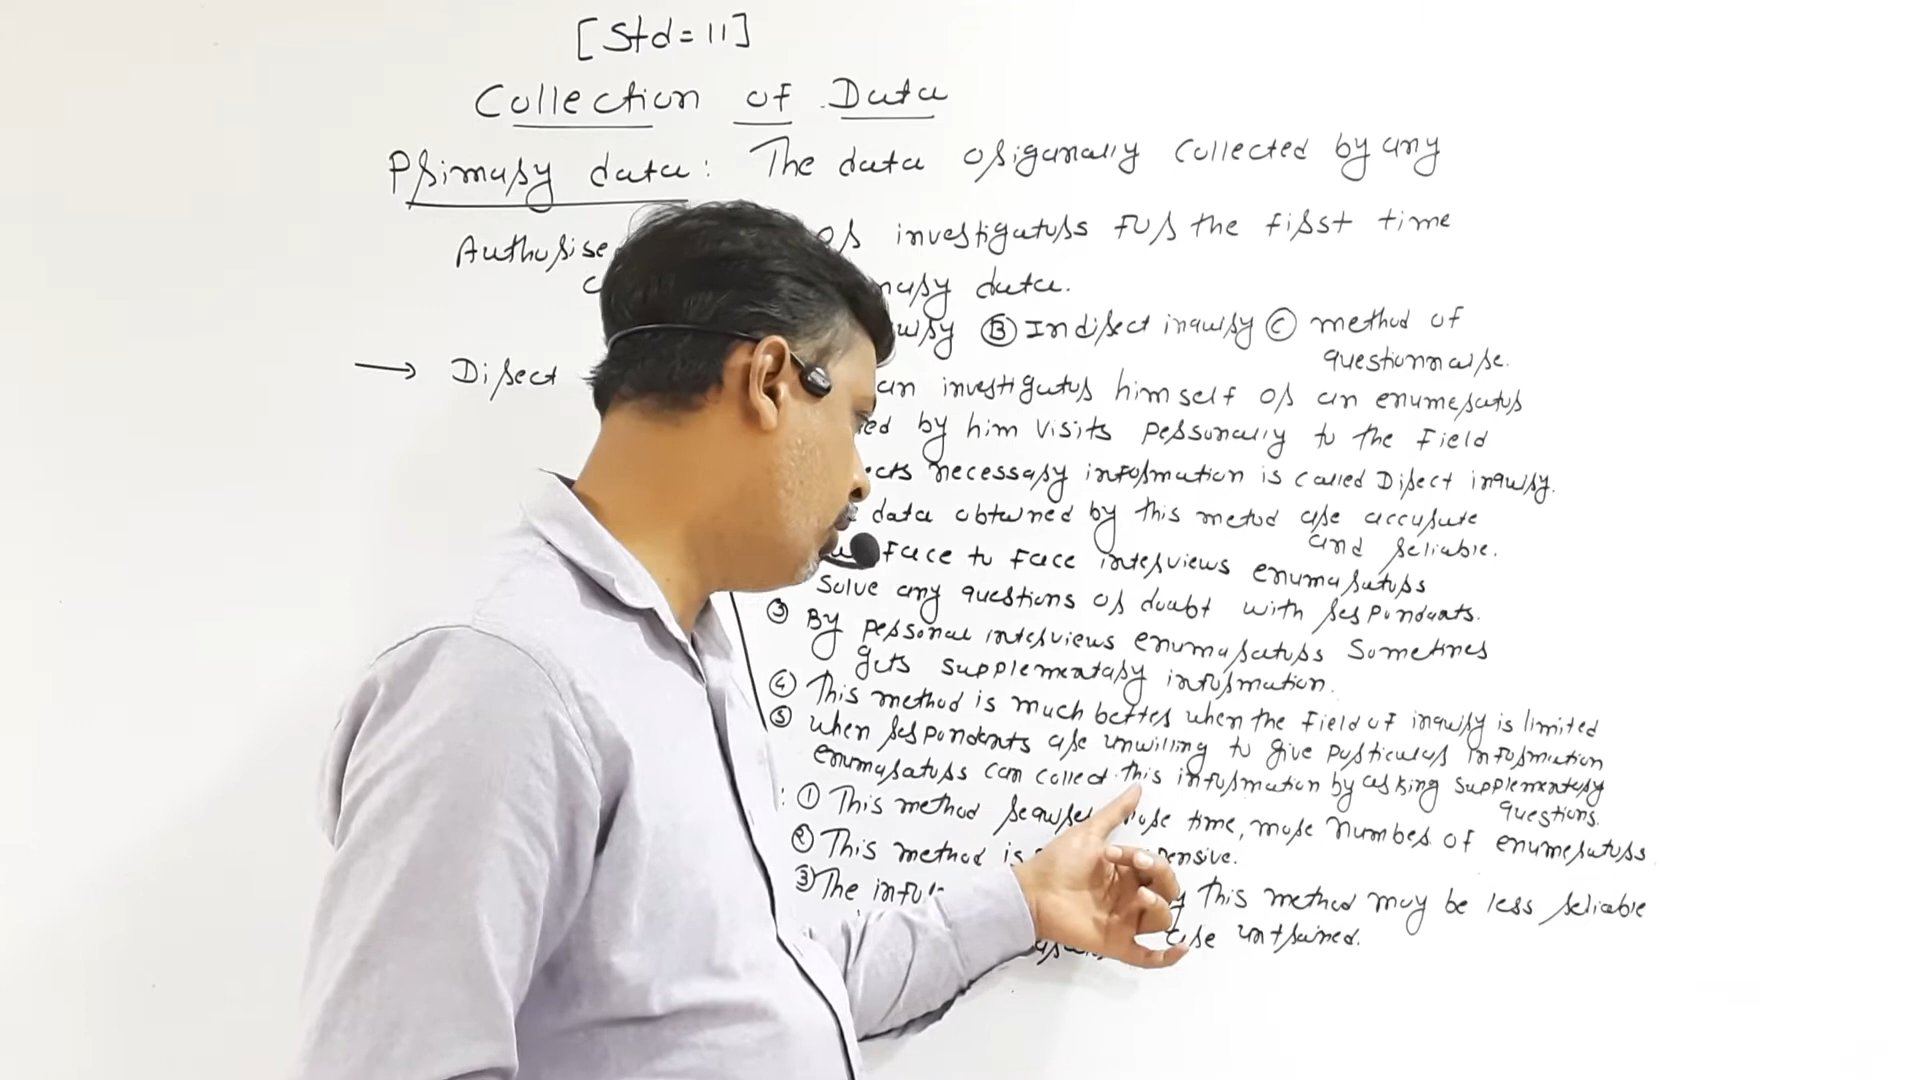 [Std = 11]
Collection of Data
Primary data : The data origanally collected by any
Authorise or investigators for the first time
data.
Ⓑ Indirect inquiry Ⓒ method of
questionnaire.
→ Direct an investigator himself or an enumerator
by him visits personally to the field
necessary information is called Direct inquiry.
data obtained by this metod are accurate
and reliable.
Face to Face interviews enumarators
solve any questions or doubt with respondants.
③ By personal interviews enumarators sometimes
gets supplementary information.
④ This method is much better when the field of inquiry is limited
⑤ when respondents are unwilling to give particular information
enumarators can collect this information by asking supplementary
questions.
: ① This method more time, more number of enumerators
② This method is
③ The this method may be less reliable
are untrained.